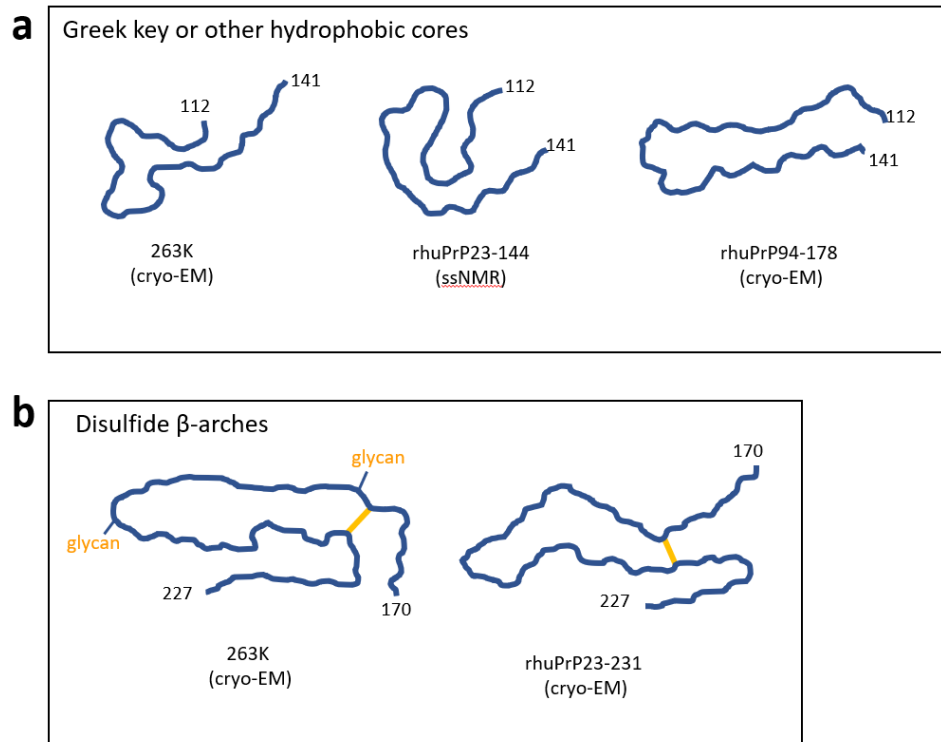 a
Greek key or other hydrophobic cores
141
112
112
141
112
141
263K
(cryo-EM)
rhuPrP23-144
(ssNMR)
rhuPrP94-178
(cryo-EM)
b
Disulfide β-arches
glycan
170
glycan
227
170
227
263K
(cryo-EM)
rhuPrP23-231
(cryo-EM)